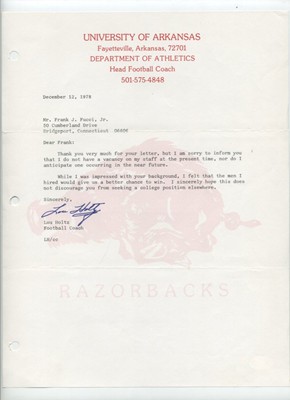 UNIVERSITY OF ARKANSAS
Fayetteville, Arkansas, 72701
DEPARTMENT OF ATHLETICS
Head Football Coach
501-575-4848
December 12, 1978
Mr. Frank J. Pucci, Jr.
50 Cumberland Drive
Bridgeport, Connecticut
Dear Frank:
Thank you very much for your letter, but I am sorry to inform you
that I do not have a vacancy on my staff at the present time, nor do I
anticipate one occurring in the near future.
While I was impressed with your background, I felt that the men I
hired would give us a better chance to win. I sincerely hope this does
not discourage you from seeking a college position elsewhere.
Sincerely,
Lou Holtz
Lou Holtz
Football Coach
LH/cc
RAZORBACKS